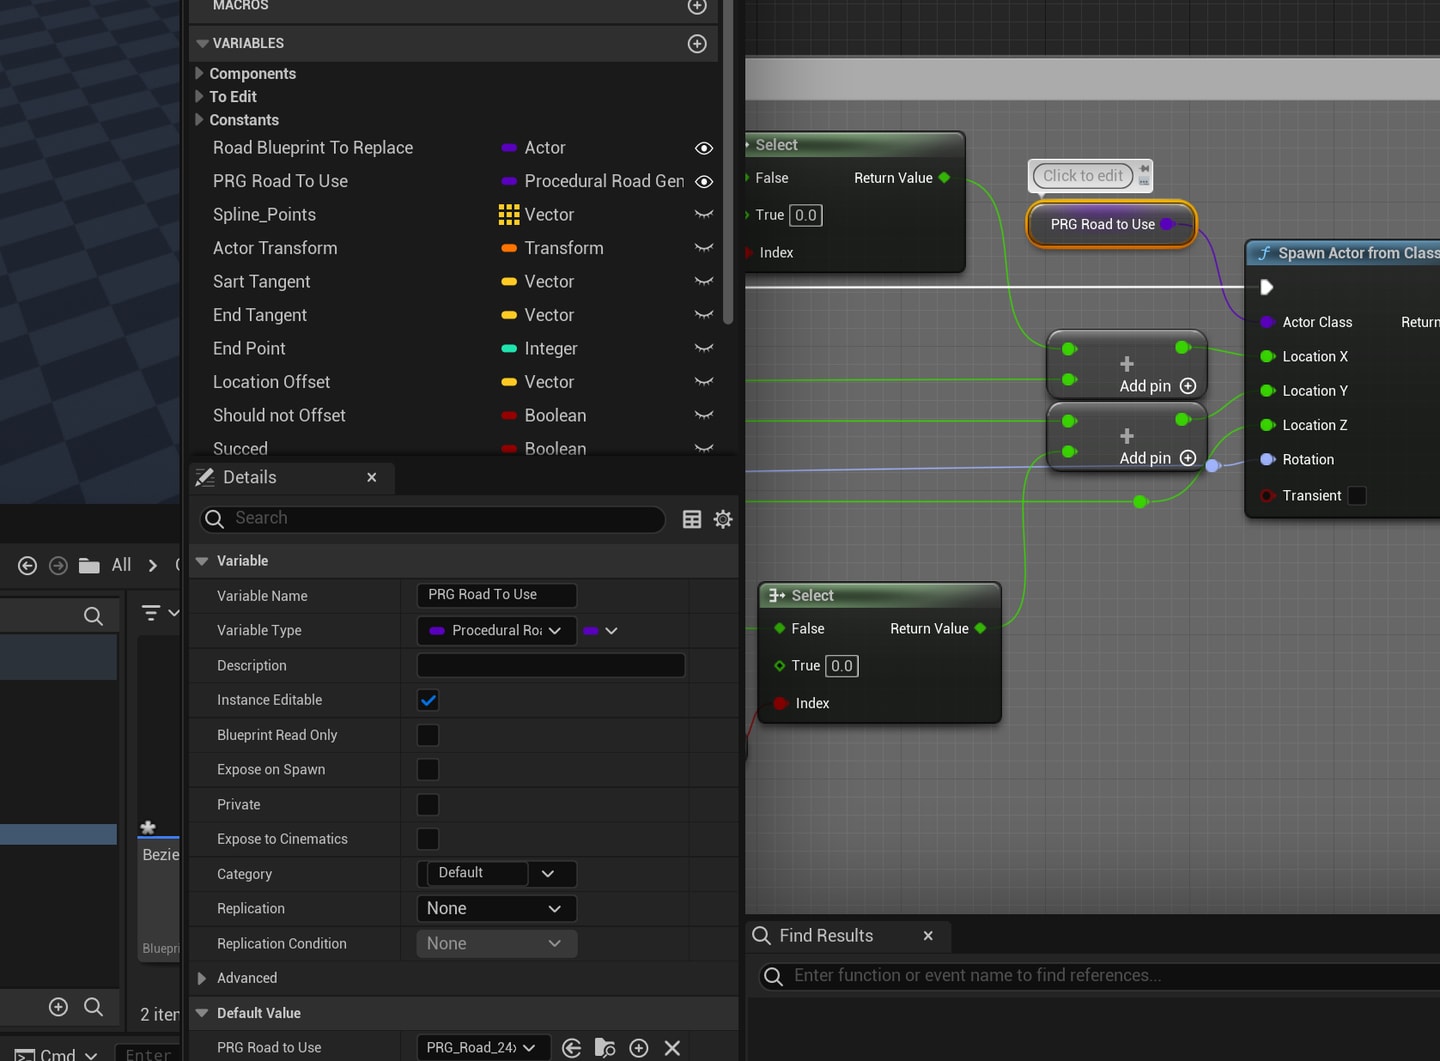 MACROS
VARIABLES
Components
To Edit
Constants
Road Blueprint To Replace Actor
PRG Road To Use Procedural Road Gen
Spline_Points Vector
Actor Transform Transform
Sart Tangent Vector
End Tangent Vector
End Point Integer
Location Offset Vector
Should not Offset Boolean
Succed Boolean
Details
Search
Variable
Variable Name PRG Road To Use
Variable Type Procedural Roa
Description
Instance Editable
Blueprint Read Only
Expose on Spawn
Private
Expose to Cinematics
Category Default
Replication None
Replication Condition None
Advanced
Default Value
PRG Road to Use PRG_Road_24
All
Bezie
Bluepri
2 iten
Cmd
Enter
Select
False Return Value
True 0.0
Index
Click to edit
PRG Road to Use
Spawn Actor from Class
Actor Class Return
Location X
Location Y
Location Z
Rotation
Transient
Add pin
Add pin
Select
False Return Value
True 0.0
Index
Find Results
Enter function or event name to find references...